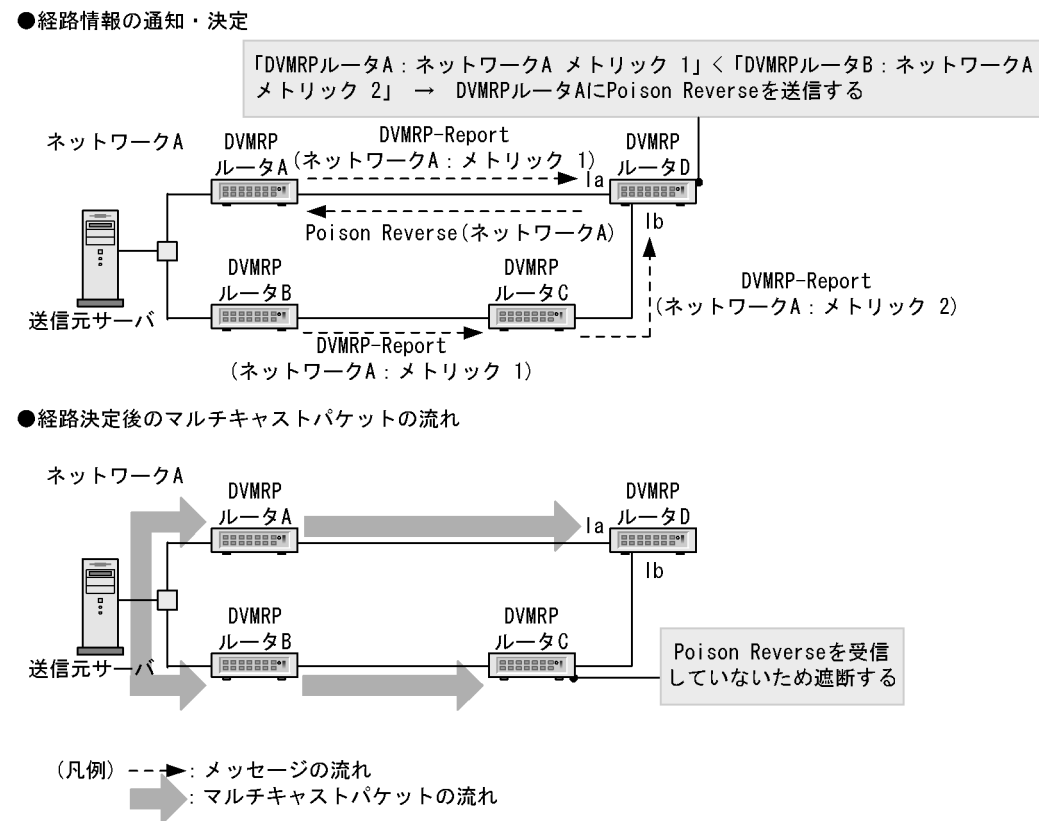 ●経路情報の通知・決定
「DVMRPルータA：ネットワークA メトリック 1」<「DVMRPルータB：ネットワークA
メトリック 2」 → DVMRPルータAにPoison Reverseを送信する
ネットワークA
DVMRP
ルータA
DVMRP-Report
(ネットワークA：メトリック 1)
DVMRP
ルータD
Ia
Poison Reverse(ネットワークA)
Ib
送信元サーバ
DVMRP
ルータB
DVMRP
ルータC
DVMRP-Report
(ネットワークA：メトリック 2)
DVMRP-Report
(ネットワークA：メトリック 1)
●経路決定後のマルチキャストパケットの流れ
ネットワークA
DVMRP
ルータA
DVMRP
ルータD
Ia
Ib
送信元サーバ
DVMRP
ルータB
DVMRP
ルータC
Poison Reverseを受信
していないため遮断する
(凡例)
：メッセージの流れ
：マルチキャストパケットの流れ